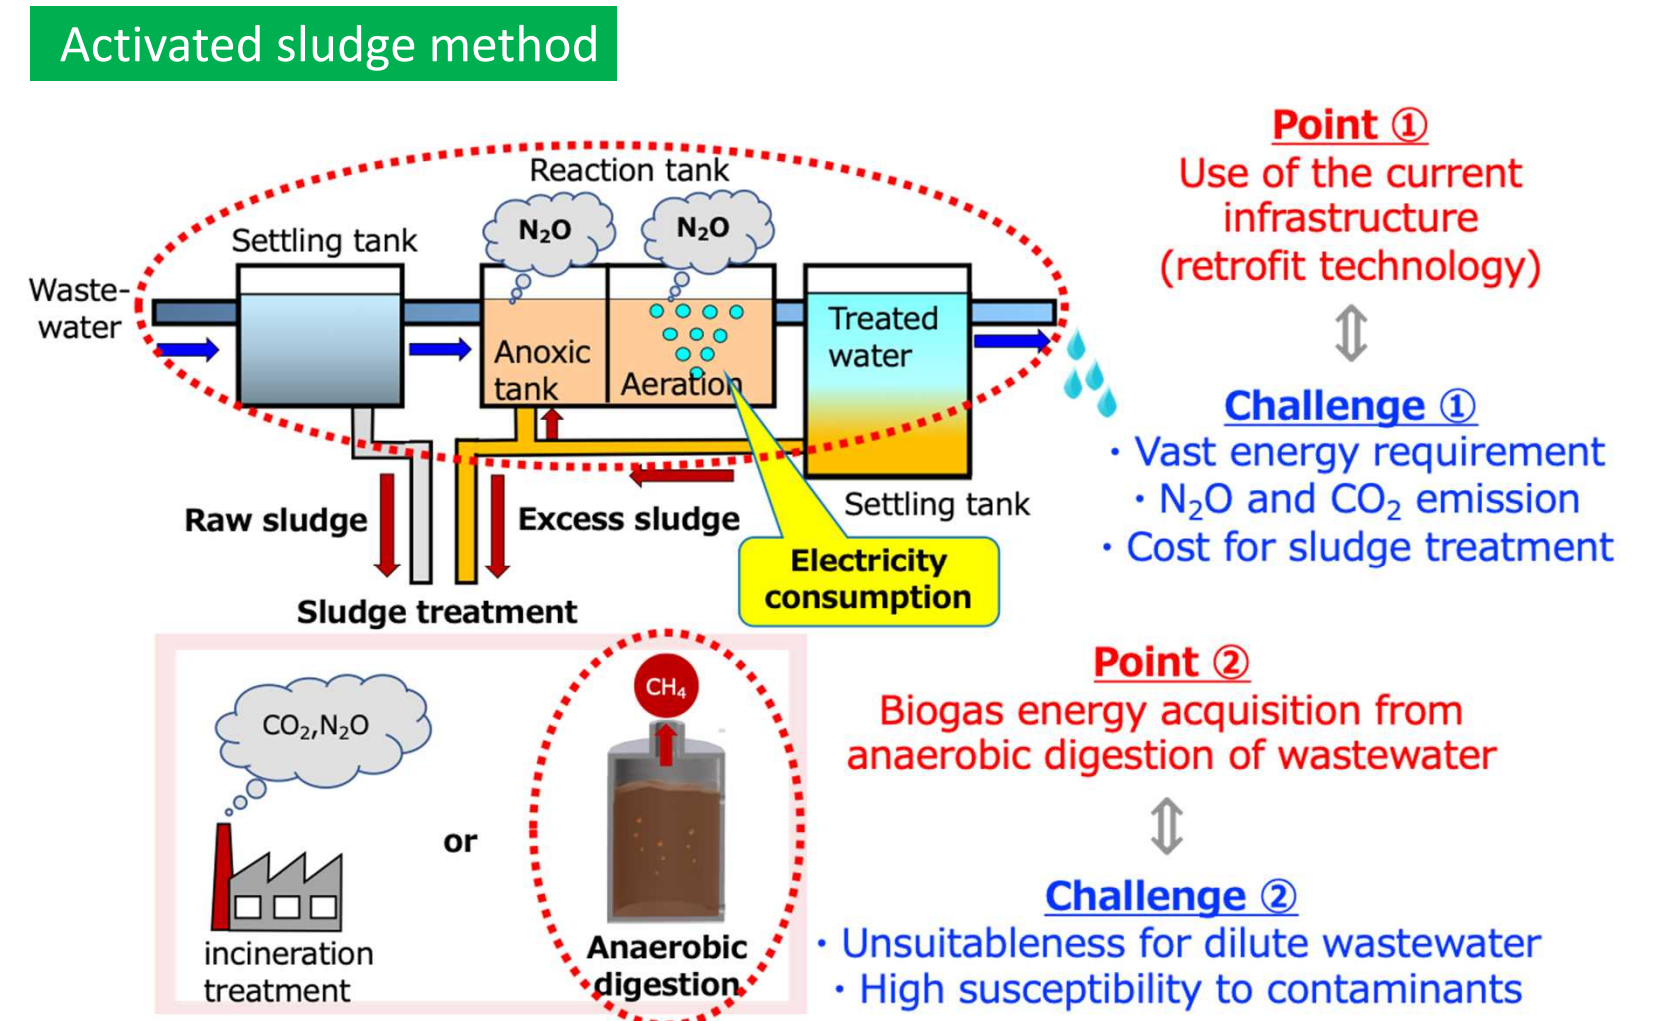 Activated sludge method
Reaction tank
N₂O
N₂O
Settling tank
Waste-
water
Anoxic
tank
Aeration
Treated
water
Settling tank
Raw sludge
Excess sludge
Electricity
consumption
Sludge treatment
CO₂,N₂O
incineration
treatment
or
CH₄
Anaerobic
digestion
Point ①
Use of the current
infrastructure
(retrofit technology)
Challenge ①
・Vast energy requirement
・N₂O and CO₂ emission
・Cost for sludge treatment
Point ②
Biogas energy acquisition from
anaerobic digestion of wastewater
Challenge ②
・Unsuitableness for dilute wastewater
・High susceptibility to contaminants